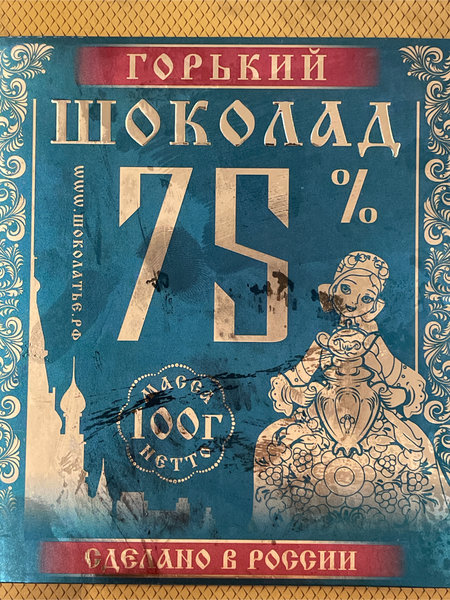 ГОРЬКИЙ
ШОКОЛАД
75%
WWW.ШОКОЛАТЬЕ.РФ
МАССА
100Г
НЕТТО
СДЕЛАНО В РОССИИ